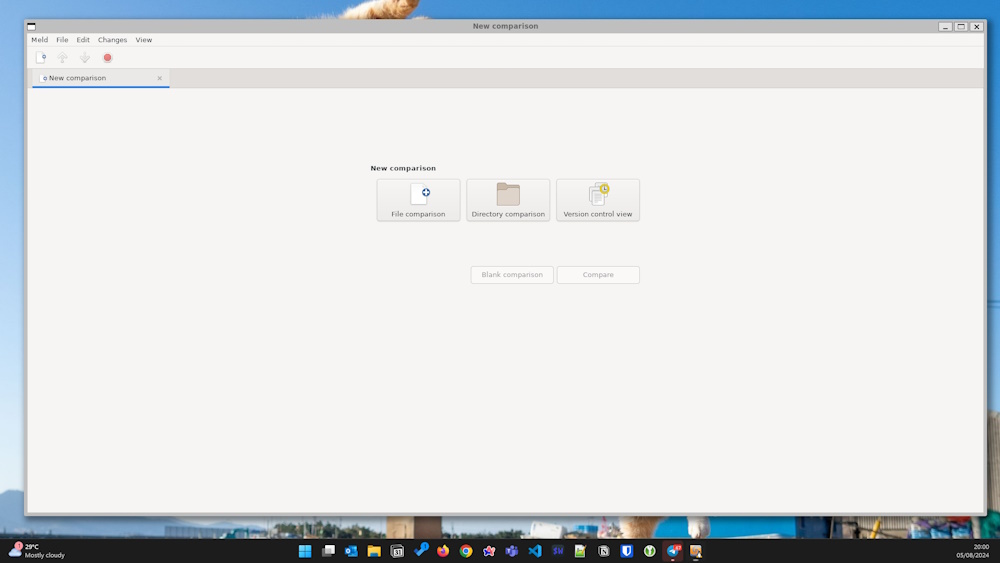 New comparison
Meld File Edit Changes View
New comparison
New comparison
File comparison Directory comparison Version control view
Blank comparison Compare
29°C
Mostly cloudy
20:00
05/08/2024